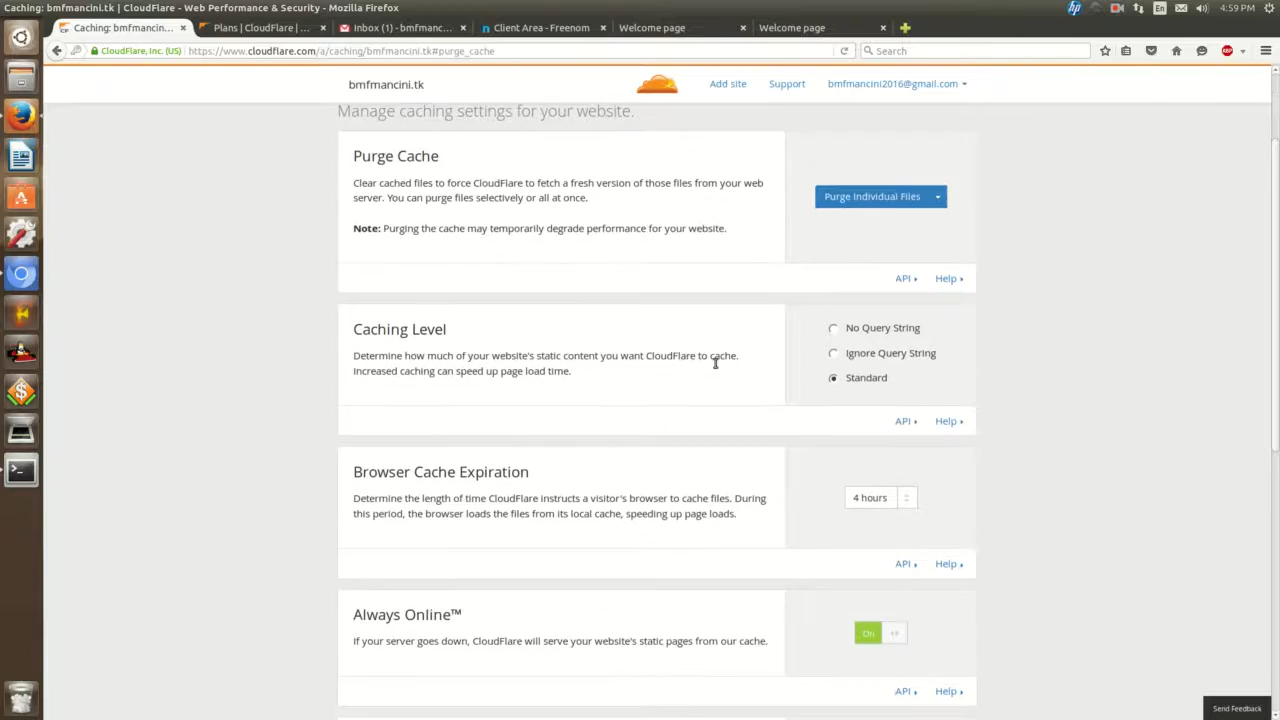 Caching: bmfmancini.tk | CloudFlare - Web Performance & Security - Mozilla Firefox
En
4:59 PM
Caching: bmfmancini....
Plans | CloudFlare | ...
Inbox (1) - bmfmancin...
Client Area - Freenom
Welcome page
Welcome page
CloudFlare, Inc. (US)
https://www.cloudflare.com/a/caching/bmfmancini.tk#purge_cache
Search
ABP
bmfmancini.tk
Add site
Support
bmfmancini2016@gmail.com
Manage caching settings for your website.
Purge Cache
Clear cached files to force CloudFlare to fetch a fresh version of those files from your web
server. You can purge files selectively or all at once.
Note: Purging the cache may temporarily degrade performance for your website.
Purge Individual Files
API
Help
Caching Level
Determine how much of your website's static content you want CloudFlare to cache.
Increased caching can speed up page load time.
No Query String
Ignore Query String
Standard
API
Help
Browser Cache Expiration
Determine the length of time CloudFlare instructs a visitor's browser to cache files. During
this period, the browser loads the files from its local cache, speeding up page loads.
4 hours
API
Help
Always Online™
If your server goes down, CloudFlare will serve your website's static pages from our cache.
On
API
Help
Send Feedback